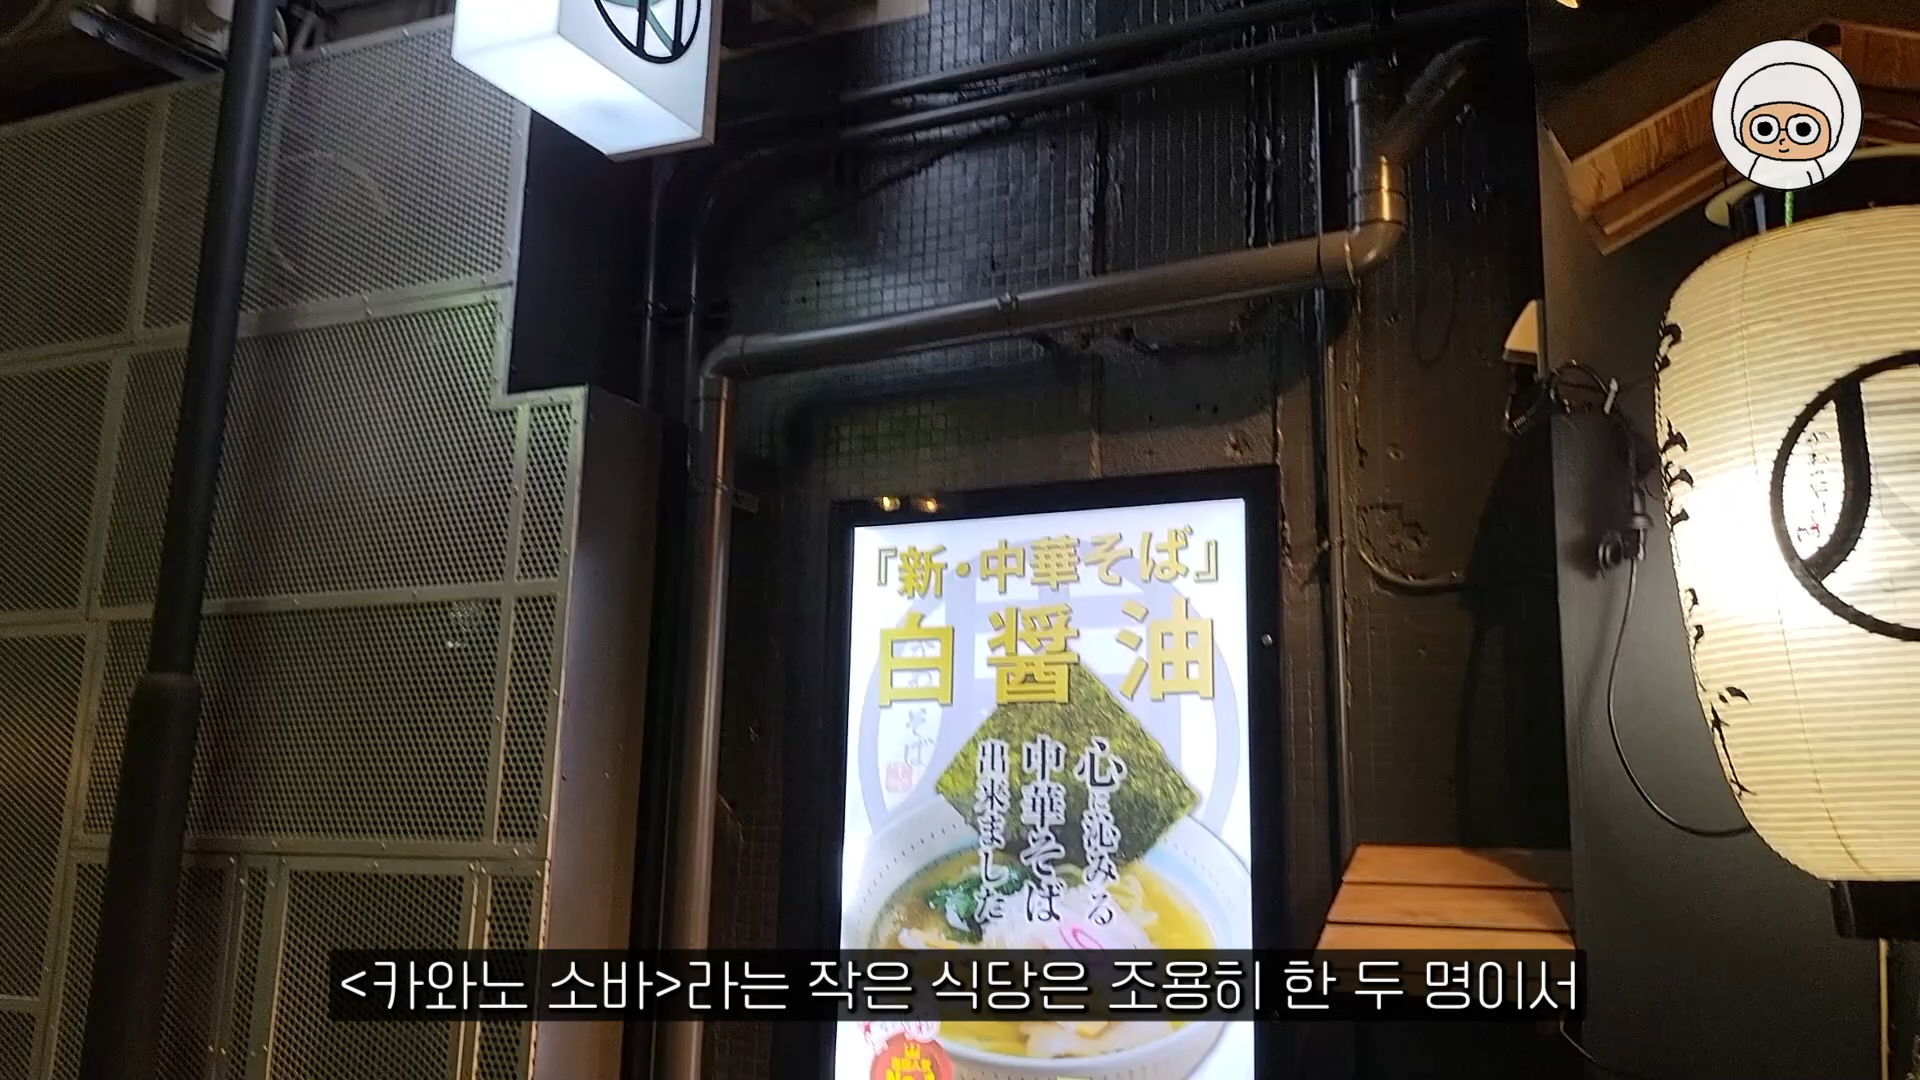 『新・中華そば』
白醤油
心に沁みる
中華そば
出来ました
そば
<카와노 소바>라는 작은 식당은 조용히 한 두 명이서